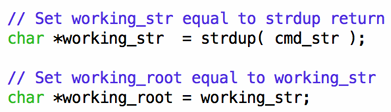 // Set working_str equal to strdup return
char *working_str  = strdup( cmd_str );
// Set working_root equal to working_str
char *working_root = working_str;